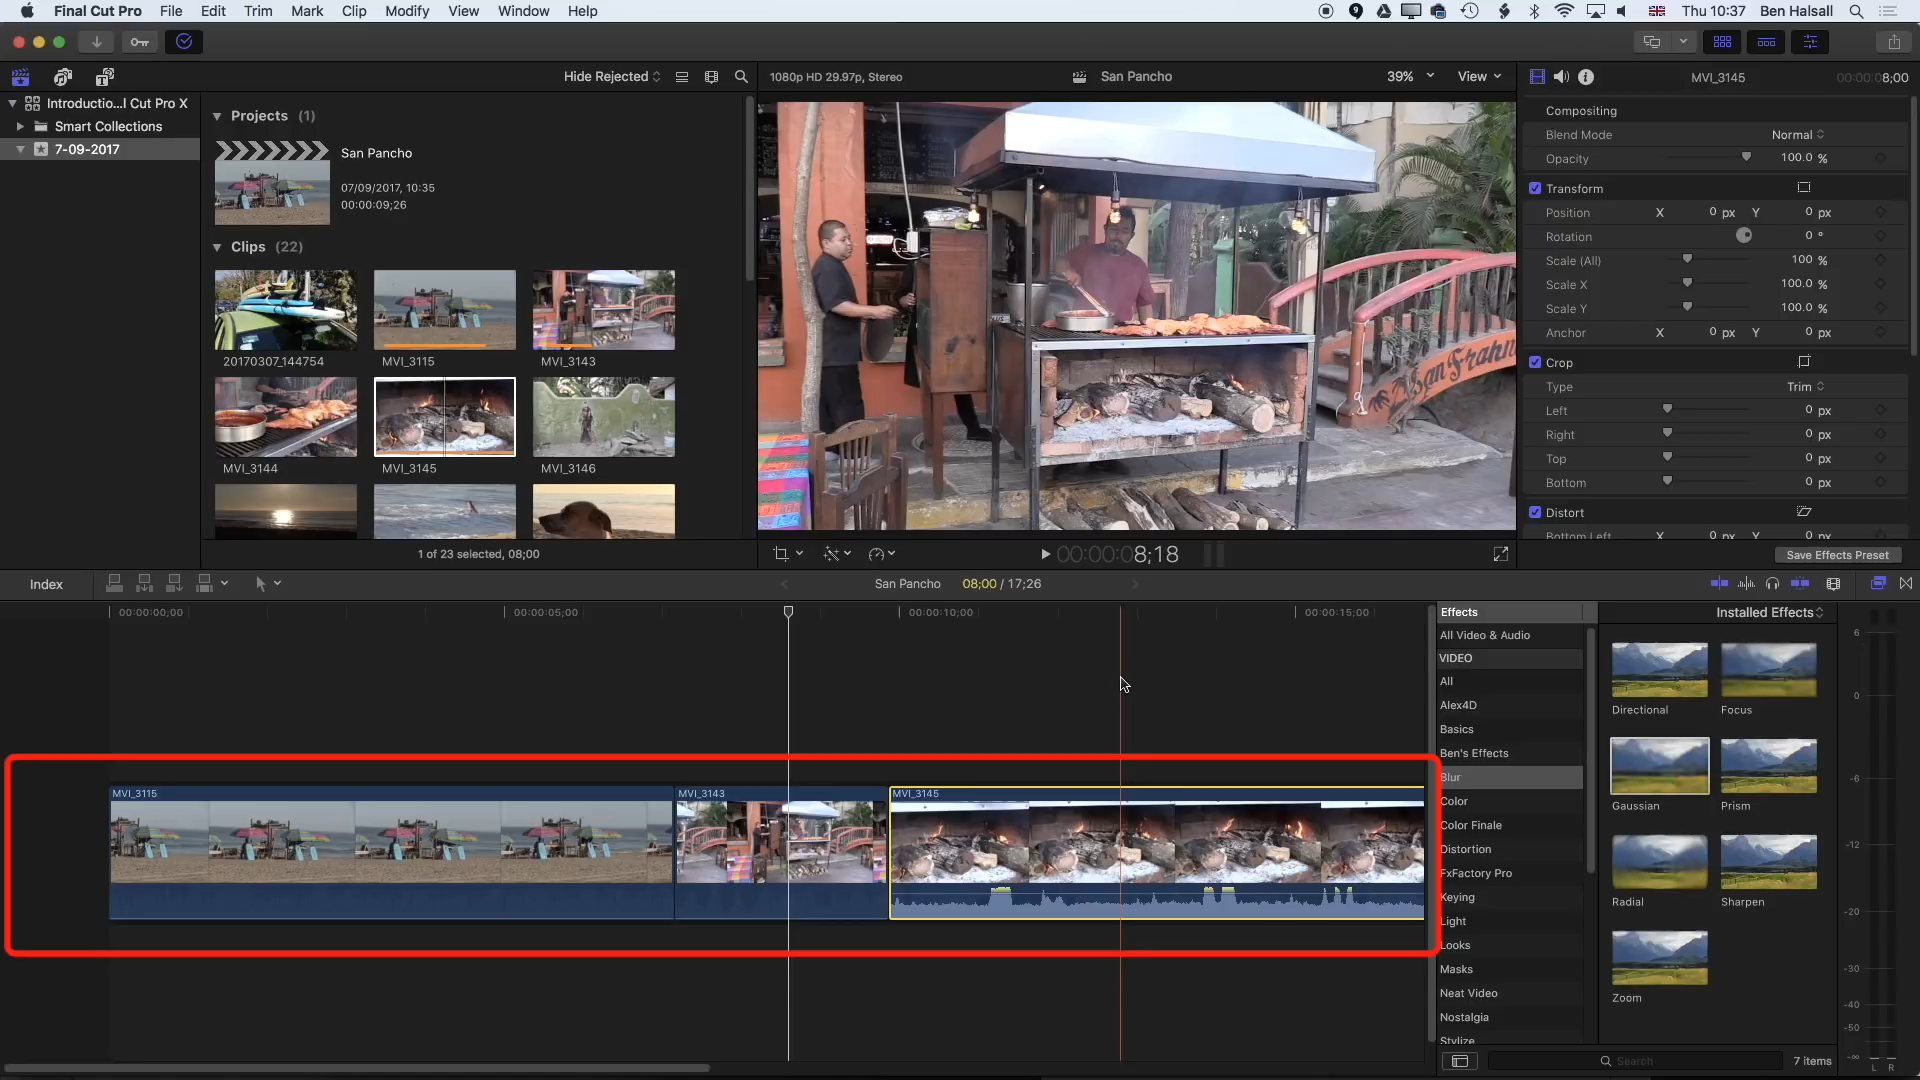 Final Cut Pro File Edit Trim Mark Clip Modify View Window Help
9
Thu 10:37 Ben Halsall
Hide Rejected
1080p HD 29.97p, Stereo
San Pancho
39%
View
MVI_3145
00:00:08;00
Introductio...l Cut Pro X
Smart Collections
7-09-2017
Projects (1)
San Pancho
07/09/2017, 10:35
00:00:09;26
Clips (22)
20170307_144754
MVI_3115
MVI_3143
MVI_3144
MVI_3145
MVI_3146
1 of 23 selected, 08;00
San Frahn
00:00:08;18
Compositing
Blend Mode Normal
Opacity 100.0 %
Transform
Position X 0 px Y 0 px
Rotation 0 °
Scale (All) 100 %
Scale X 100.0 %
Scale Y 100.0 %
Anchor X 0 px Y 0 px
Crop
Type Trim
Left 0 px
Right 0 px
Top 0 px
Bottom 0 px
Distort
Bottom Left X 0 px Y 0 px
Save Effects Preset
Index
San Pancho 08:00 / 17;26
00:00:00;00
00:00:05;00
00:00:10;00
00:00:15;00
MVI_3115
MVI_3143
MVI_3145
Effects
All Video & Audio
VIDEO
All
Alex4D
Basics
Ben's Effects
Blur
Color
Color Finale
Distortion
FxFactory Pro
Keying
Light
Looks
Masks
Neat Video
Nostalgia
Stylize
Installed Effects
Directional
Focus
Gaussian
Prism
Radial
Sharpen
Zoom
Search
7 items
6
0
-6
-12
-20
-30
-40
-50
-∞
L R